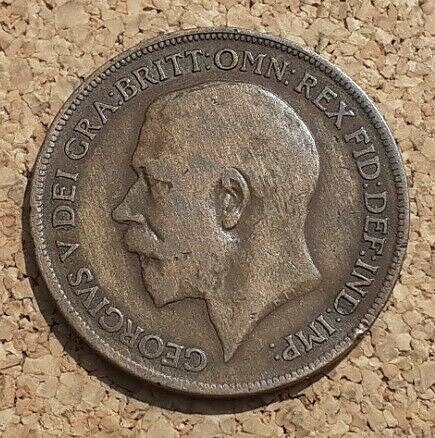 GEORGIVS V DEI GRA:BRITT:OMN:REX FID:DEF:IND:IMP: